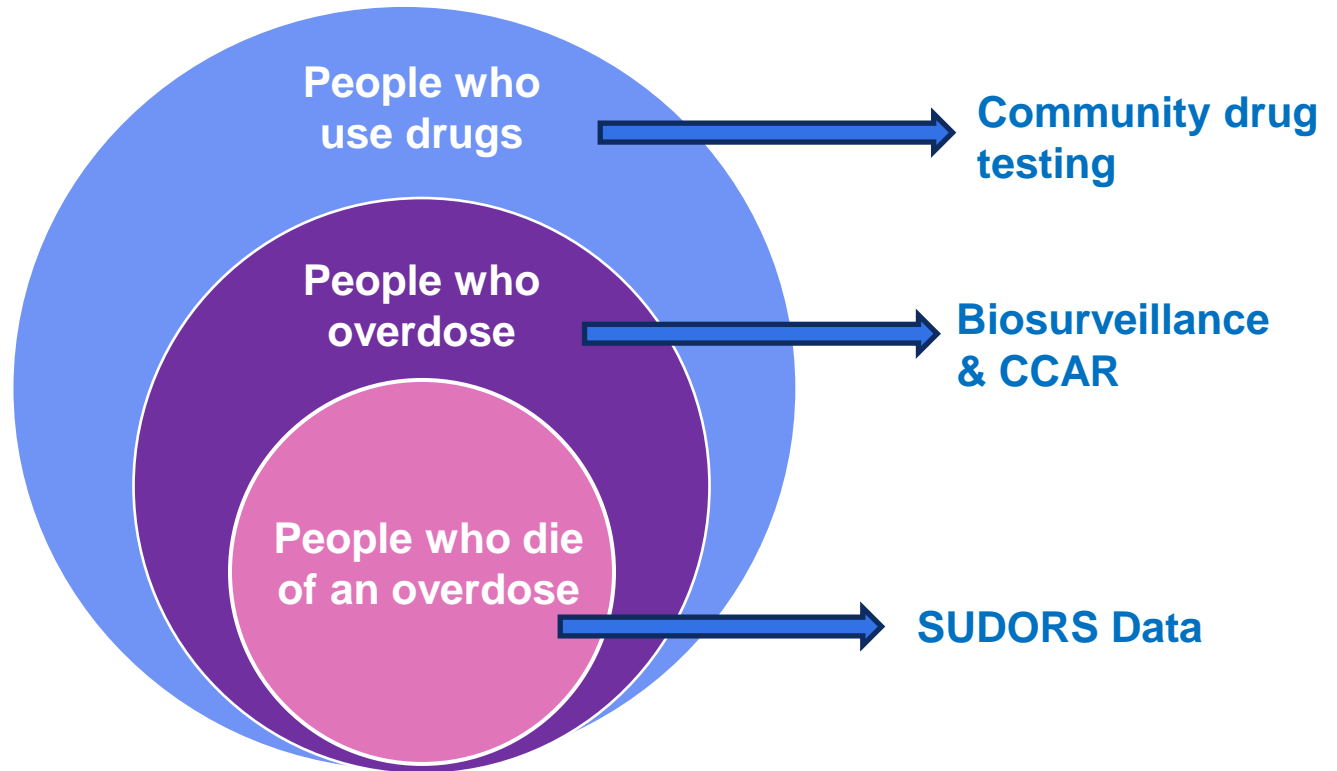 People who
use drugs
Community drug
testing
People who
overdose
Biosurveillance
& CCAR
People who die
of an overdose
SUDORS Data